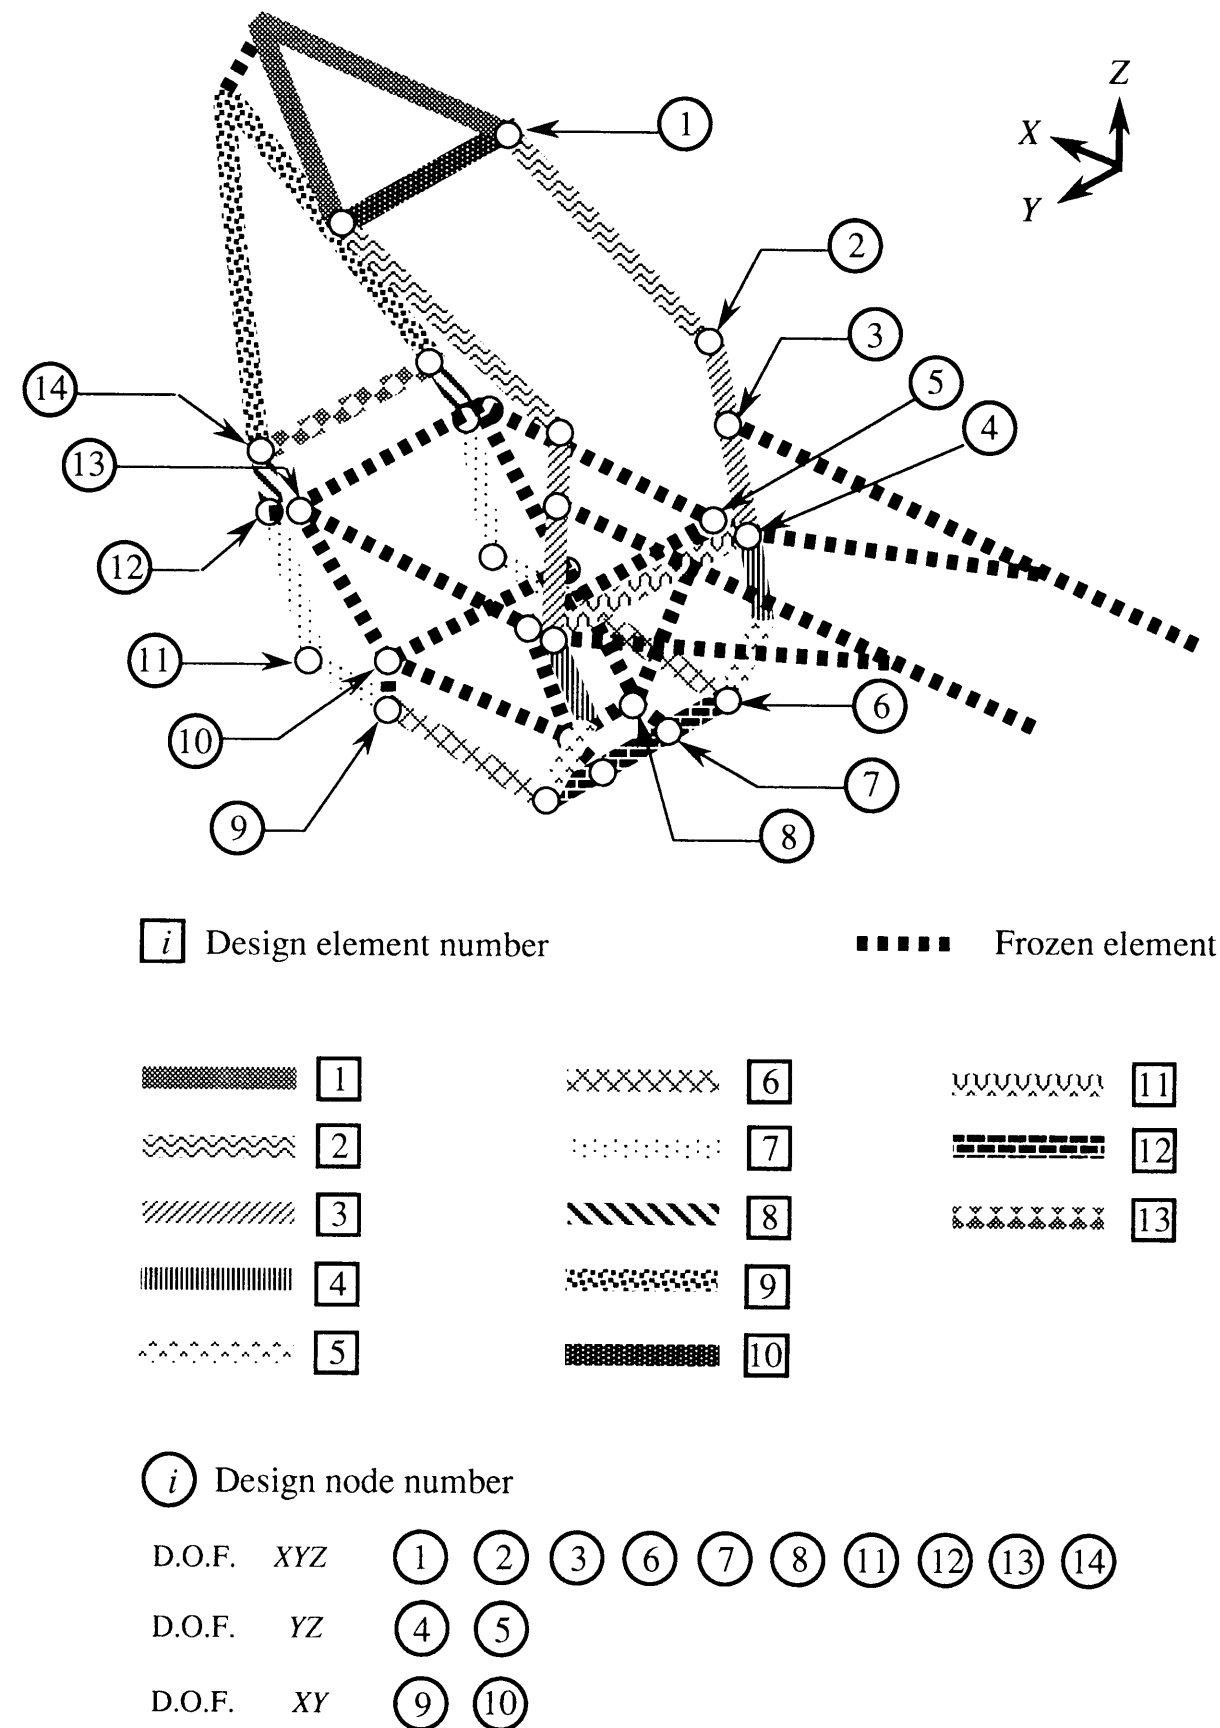 Z
1
X
Y
2
3
5
14
4
13
12
11
6
10
7
9
8
i Design element number
Frozen element
1 6 11
2 7 12
3 8 13
4 9
5 10
i Design node number
D.O.F. XYZ 1 2 3 6 7 8 11 12 13 14
D.O.F. YZ 4 5
D.O.F. XY 9 10